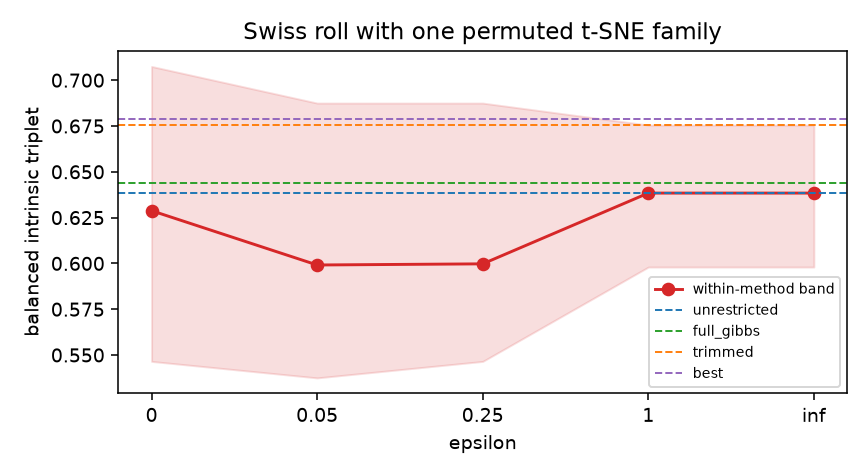 Swiss roll with one permuted t-SNE family
balanced intrinsic triplet
0.700
0.675
0.650
0.625
0.600
0.575
0.550
within-method band
unrestricted
full_gibbs
trimmed
best
0 0.05 0.25 1 inf
epsilon